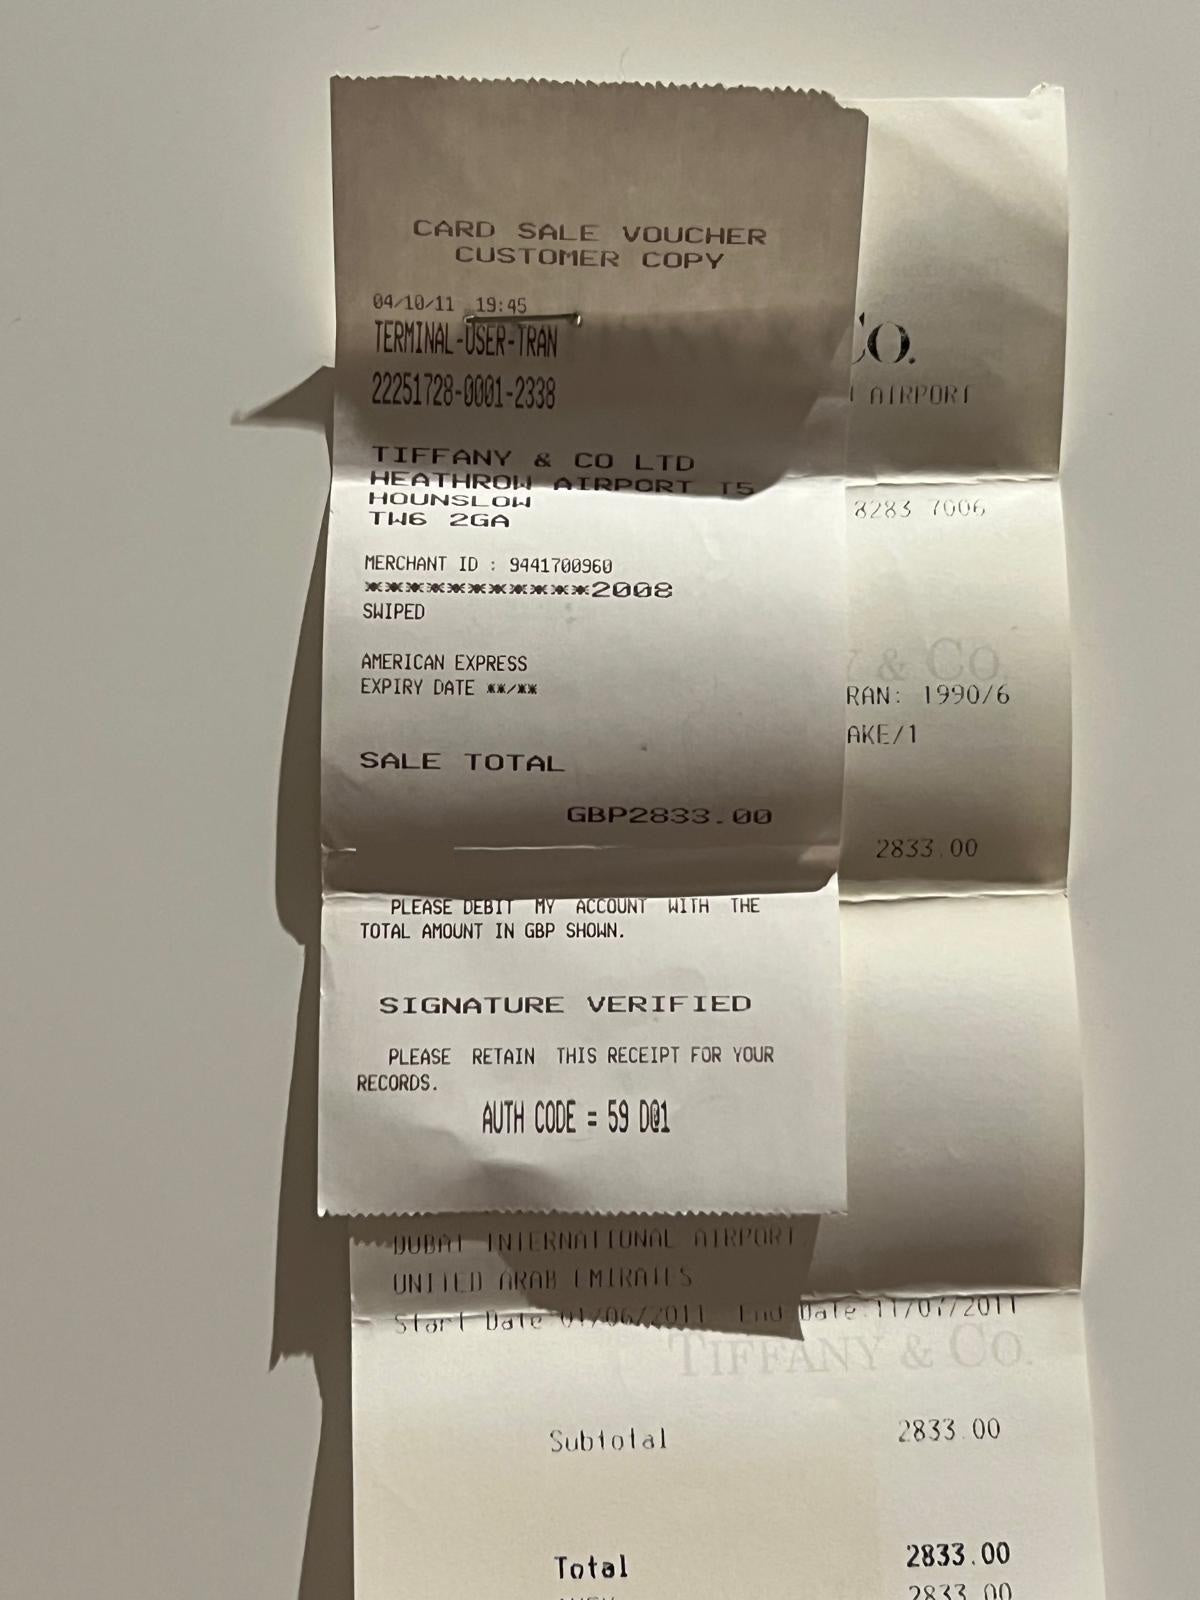 CARD SALE VOUCHER
CUSTOMER COPY
04/10/11 19:45
TERMINAL-USER-TRAN
22251728-0001-2338
TIFFANY & CO LTD
HEATHROW AIRPORT T5
HOUNSLOW
TW6 2GA
MERCHANT ID : 9441700960
***********2008
SWIPED
AMERICAN EXPRESS
EXPIRY DATE **/**
SALE TOTAL
GBP2833.00
PLEASE DEBIT MY ACCOUNT WITH THE
TOTAL AMOUNT IN GBP SHOWN.
SIGNATURE VERIFIED
PLEASE RETAIN THIS RECEIPT FOR YOUR
RECORDS.
AUTH CODE = 59 D01
Co.
AIRPORT
8283 7006
& Co
RAN: 1990/6
AKE/1
2833.00
DUBAI INTERNATIONAL AIRPORT
UNITED ARAB EMIRATES
Start Date 01/06/2011 End Date 11/07/2011
TIFFANY & Co.
Subtotal 2833.00
Total 2833.00
2833.00